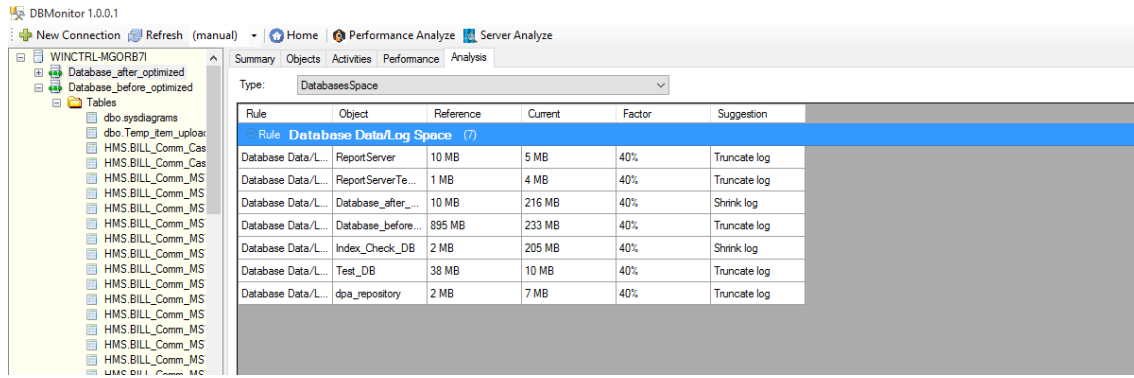 DBMonitor 1.0.0.1
New Connection Refresh (manual) Home Performance Analyze Server Analyze
WINCTRL-MGORB7I
Database_after_optimized
Database_before_optimized
Tables
dbo.sysdiagrams
dbo.Temp_item_uploac
HMS.BILL_Comm_Cas
HMS.BILL_Comm_Cas
HMS.BILL_Comm_MS
HMS.BILL_Comm_MS
HMS.BILL_Comm_MS
HMS.BILL_Comm_MS
HMS.BILL_Comm_MS
HMS.BILL_Comm_MS
HMS.BILL_Comm_MS
HMS.BILL_Comm_MS
HMS.BILL_Comm_MS
HMS.BILL_Comm_MS
HMS.BILL_Comm_MS
HMS.BILL_Comm_MS
HMS.BILL_Comm_MS
HMS.BILL_Comm_MS
Summary Objects Activities Performance Analysis
Type: DatabasesSpace
Rule Object Reference Current Factor Suggestion
Rule Database Data/Log Space (7)
Database Data/L... ReportServer 10 MB 5 MB 40% Truncate log
Database Data/L... ReportServerTe... 1 MB 4 MB 40% Truncate log
Database Data/L... Database_after_... 10 MB 216 MB 40% Shrink log
Database Data/L... Database_before... 895 MB 233 MB 40% Truncate log
Database Data/L... Index_Check_DB 2 MB 205 MB 40% Shrink log
Database Data/L... Test_DB 38 MB 10 MB 40% Truncate log
Database Data/L... dpa_repository 2 MB 7 MB 40% Truncate log